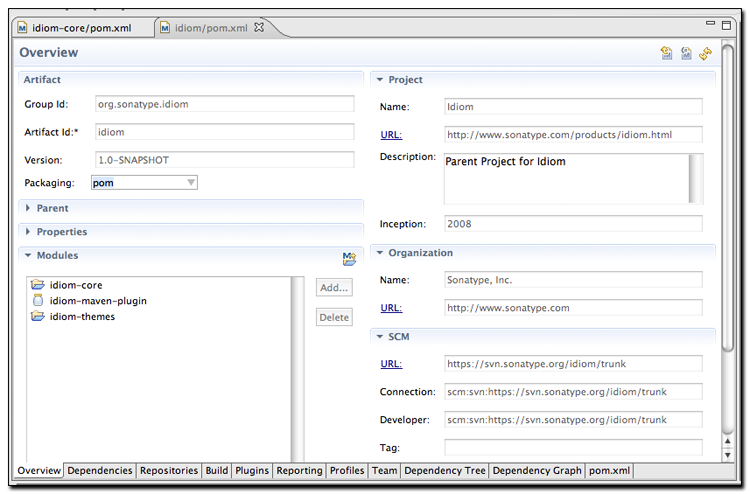 idiom-core/pom.xml
idiom/pom.xml
Overview
Artifact
Group Id: org.sonatype.idiom
Artifact Id:* idiom
Version: 1.0-SNAPSHOT
Packaging: pom
Parent
Properties
Modules
idiom-core
idiom-maven-plugin
idiom-themes
Add...
Delete
Project
Name: Idiom
URL: http://www.sonatype.com/products/idiom.html
Description: Parent Project for Idiom
Inception: 2008
Organization
Name: Sonatype, Inc.
URL: http://www.sonatype.com
SCM
URL: https://svn.sonatype.org/idiom/trunk
Connection: scm:svn:https://svn.sonatype.org/idiom/trunk
Developer: scm:svn:https://svn.sonatype.org/idiom/trunk
Tag:
Overview Dependencies Repositories Build Plugins Reporting Profiles Team Dependency Tree Dependency Graph pom.xml